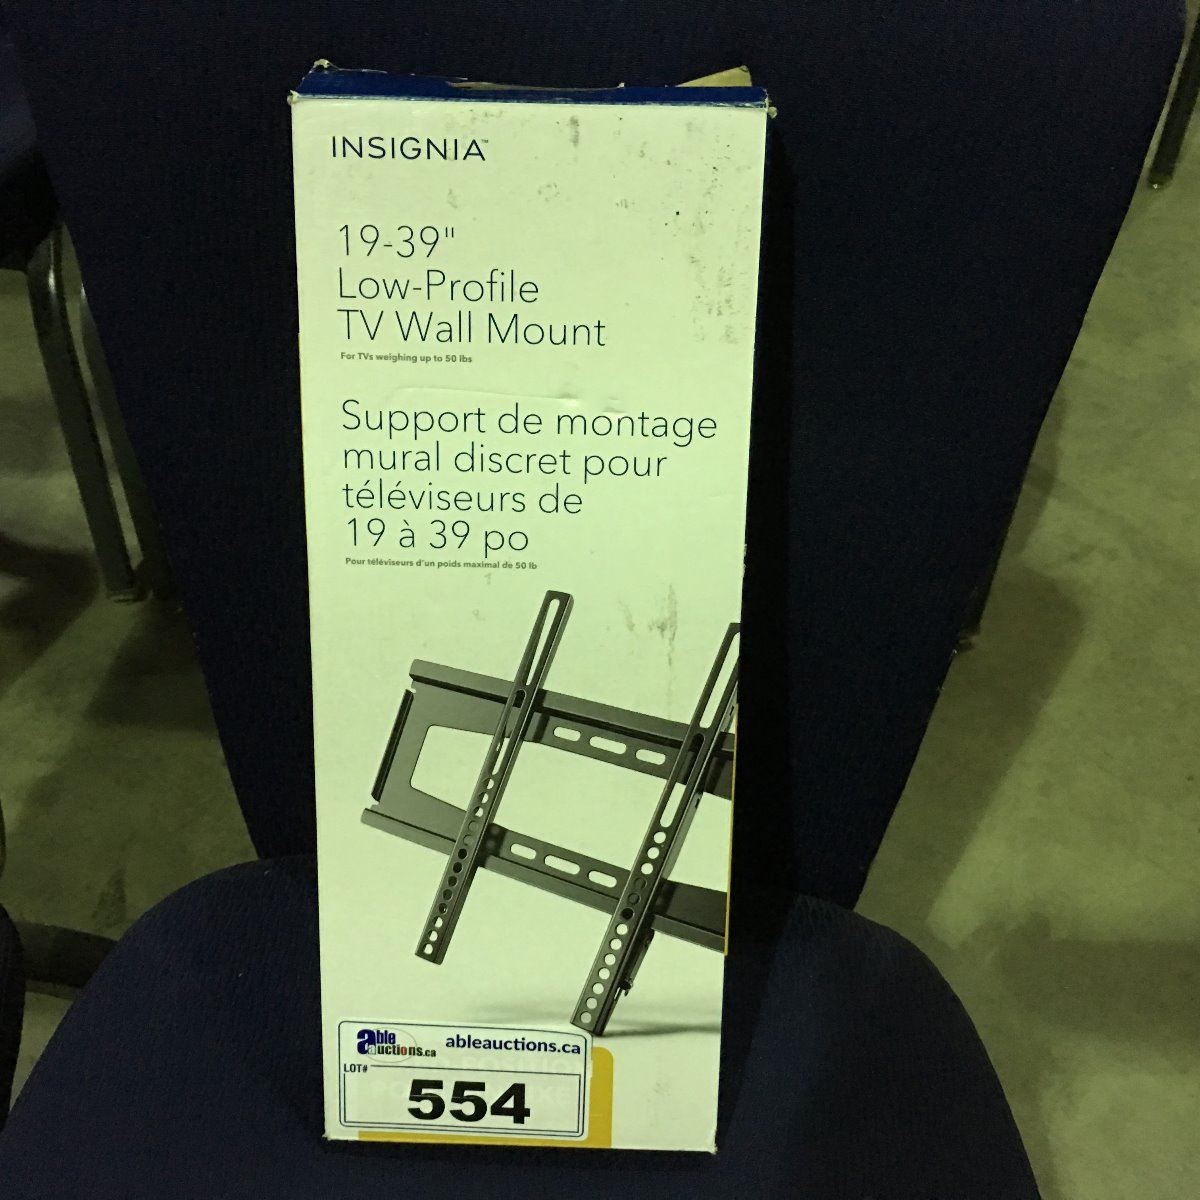 INSIGNIA™
19-39"
Low-Profile
TV Wall Mount
For TVs weighing up to 50 lbs
Support de montage
mural discret pour
téléviseurs de
19 à 39 po
Pour téléviseurs d'un poids maximal de 50 lb
able auctions.ca
ableauctions.ca
LOT#
554